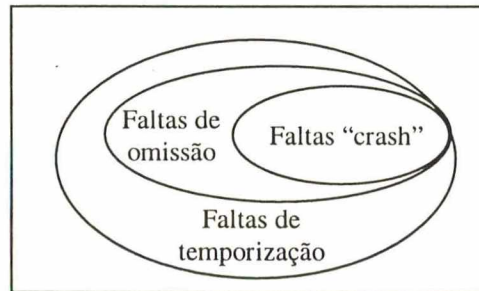 Faltas de
omissão
Faltas “crash”
Faltas de
temporização